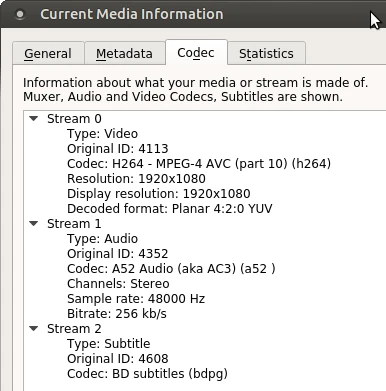 Current Media Information
General Metadata Codec Statistics
Information about what your media or stream is made of.
Muxer, Audio and Video Codecs, Subtitles are shown.
Stream 0
Type: Video
Original ID: 4113
Codec: H264 - MPEG-4 AVC (part 10) (h264)
Resolution: 1920x1080
Display resolution: 1920x1080
Decoded format: Planar 4:2:0 YUV
Stream 1
Type: Audio
Original ID: 4352
Codec: A52 Audio (aka AC3) (a52 )
Channels: Stereo
Sample rate: 48000 Hz
Bitrate: 256 kb/s
Stream 2
Type: Subtitle
Original ID: 4608
Codec: BD subtitles (bdpg)